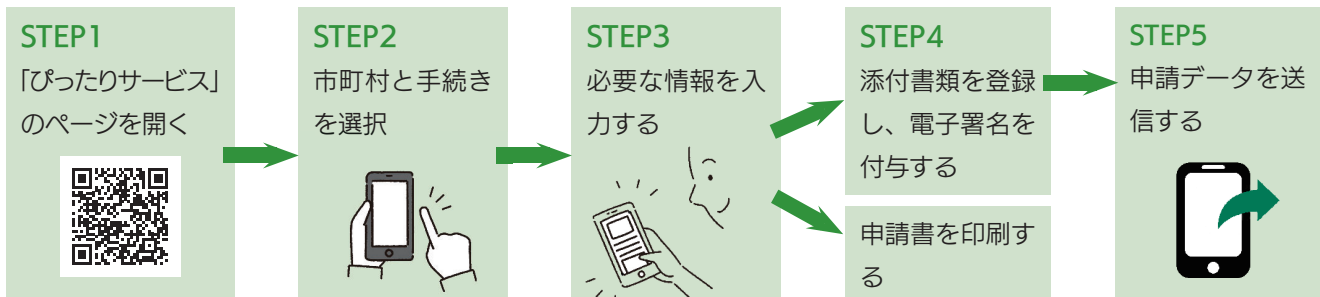 STEP1
「ぴったりサービス」
のページを開く
STEP2
市町村と手続き
を選択
STEP3
必要な情報を入
力する
STEP4
添付書類を登録
し、電子署名を
付与する
申請書を印刷す
る
STEP5
申請データを送
信する